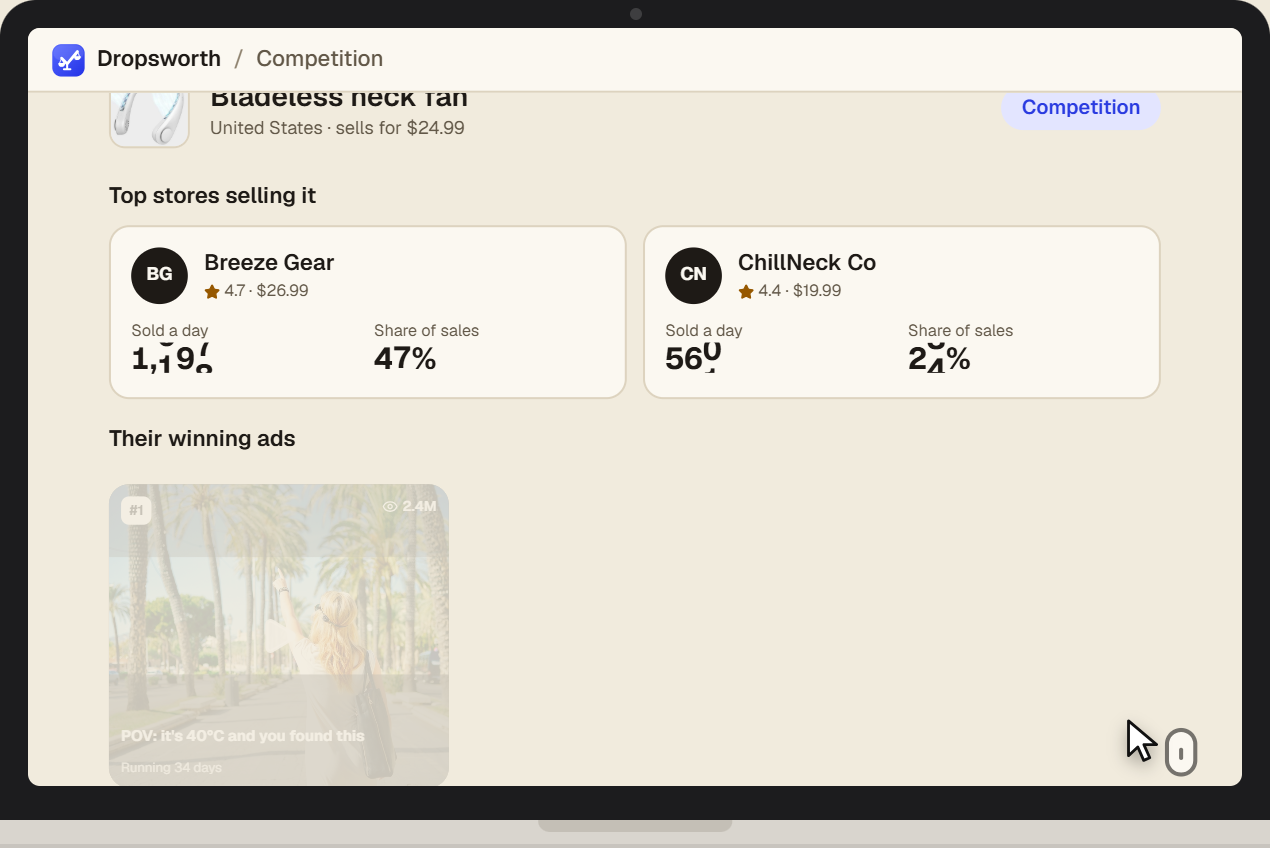 Dropsworth / Competition
Bladeless neck fan
United States · sells for $24.99
Competition
Top stores selling it
BG
Breeze Gear
4.7 · $26.99
Sold a day
Share of sales
47%
CN
ChillNeck Co
4.4 · $19.99
Sold a day
Share of sales
Their winning ads
#1
2.4M
POV: it's 40°C and you found this
Running 34 days